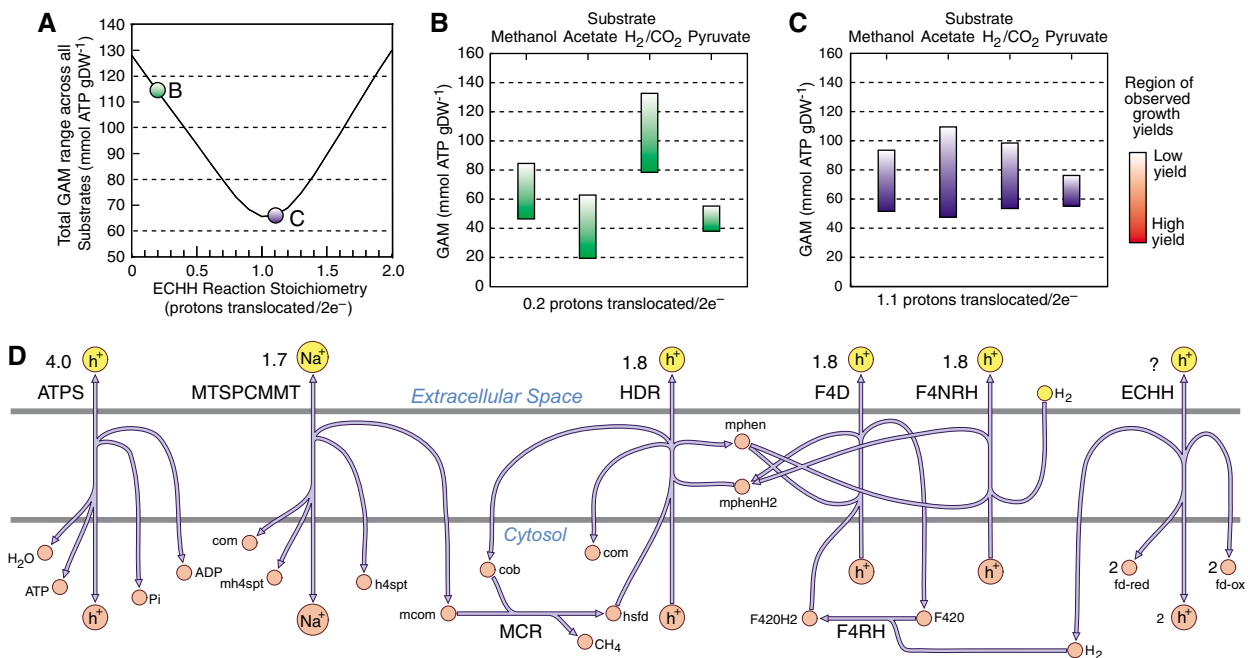 A
Total GAM range across all
Substrates (mmol ATP gDW⁻¹)
140
130
120
110
100
90
80
70
60
50
B
C
0
0.5
1.0
1.5
2.0
ECHH Reaction Stoichiometry
(protons translocated/2e⁻)
B
Substrate
Methanol Acetate H₂/CO₂ Pyruvate
GAM (mmol ATP gDW⁻¹)
160
140
120
100
80
60
40
20
0
0.2 protons translocated/2e⁻
C
Substrate
Methanol Acetate H₂/CO₂ Pyruvate
GAM (mmol ATP gDW⁻¹)
160
140
120
100
80
60
40
20
0
1.1 protons translocated/2e⁻
Region of
observed
growth
yields
Low
yield
High
yield
D
4.0 h⁺
1.7 Na⁺
1.8 h⁺
1.8 h⁺
1.8 h⁺
? h⁺
ATPS
MTSPCMMT
HDR
F4D
F4NRH
ECHH
H₂
Extracellular Space
mphen
mphenH2
Cytosol
H₂O
ATP
h⁺
Pi
ADP
com
mh4spt
Na⁺
h4spt
mcom
cob
MCR
com
hsfd
CH₄
h⁺
h⁺
h⁺
F420H2
F4RH
F420
H₂
2
fd-red
2
fd-ox
2 h⁺